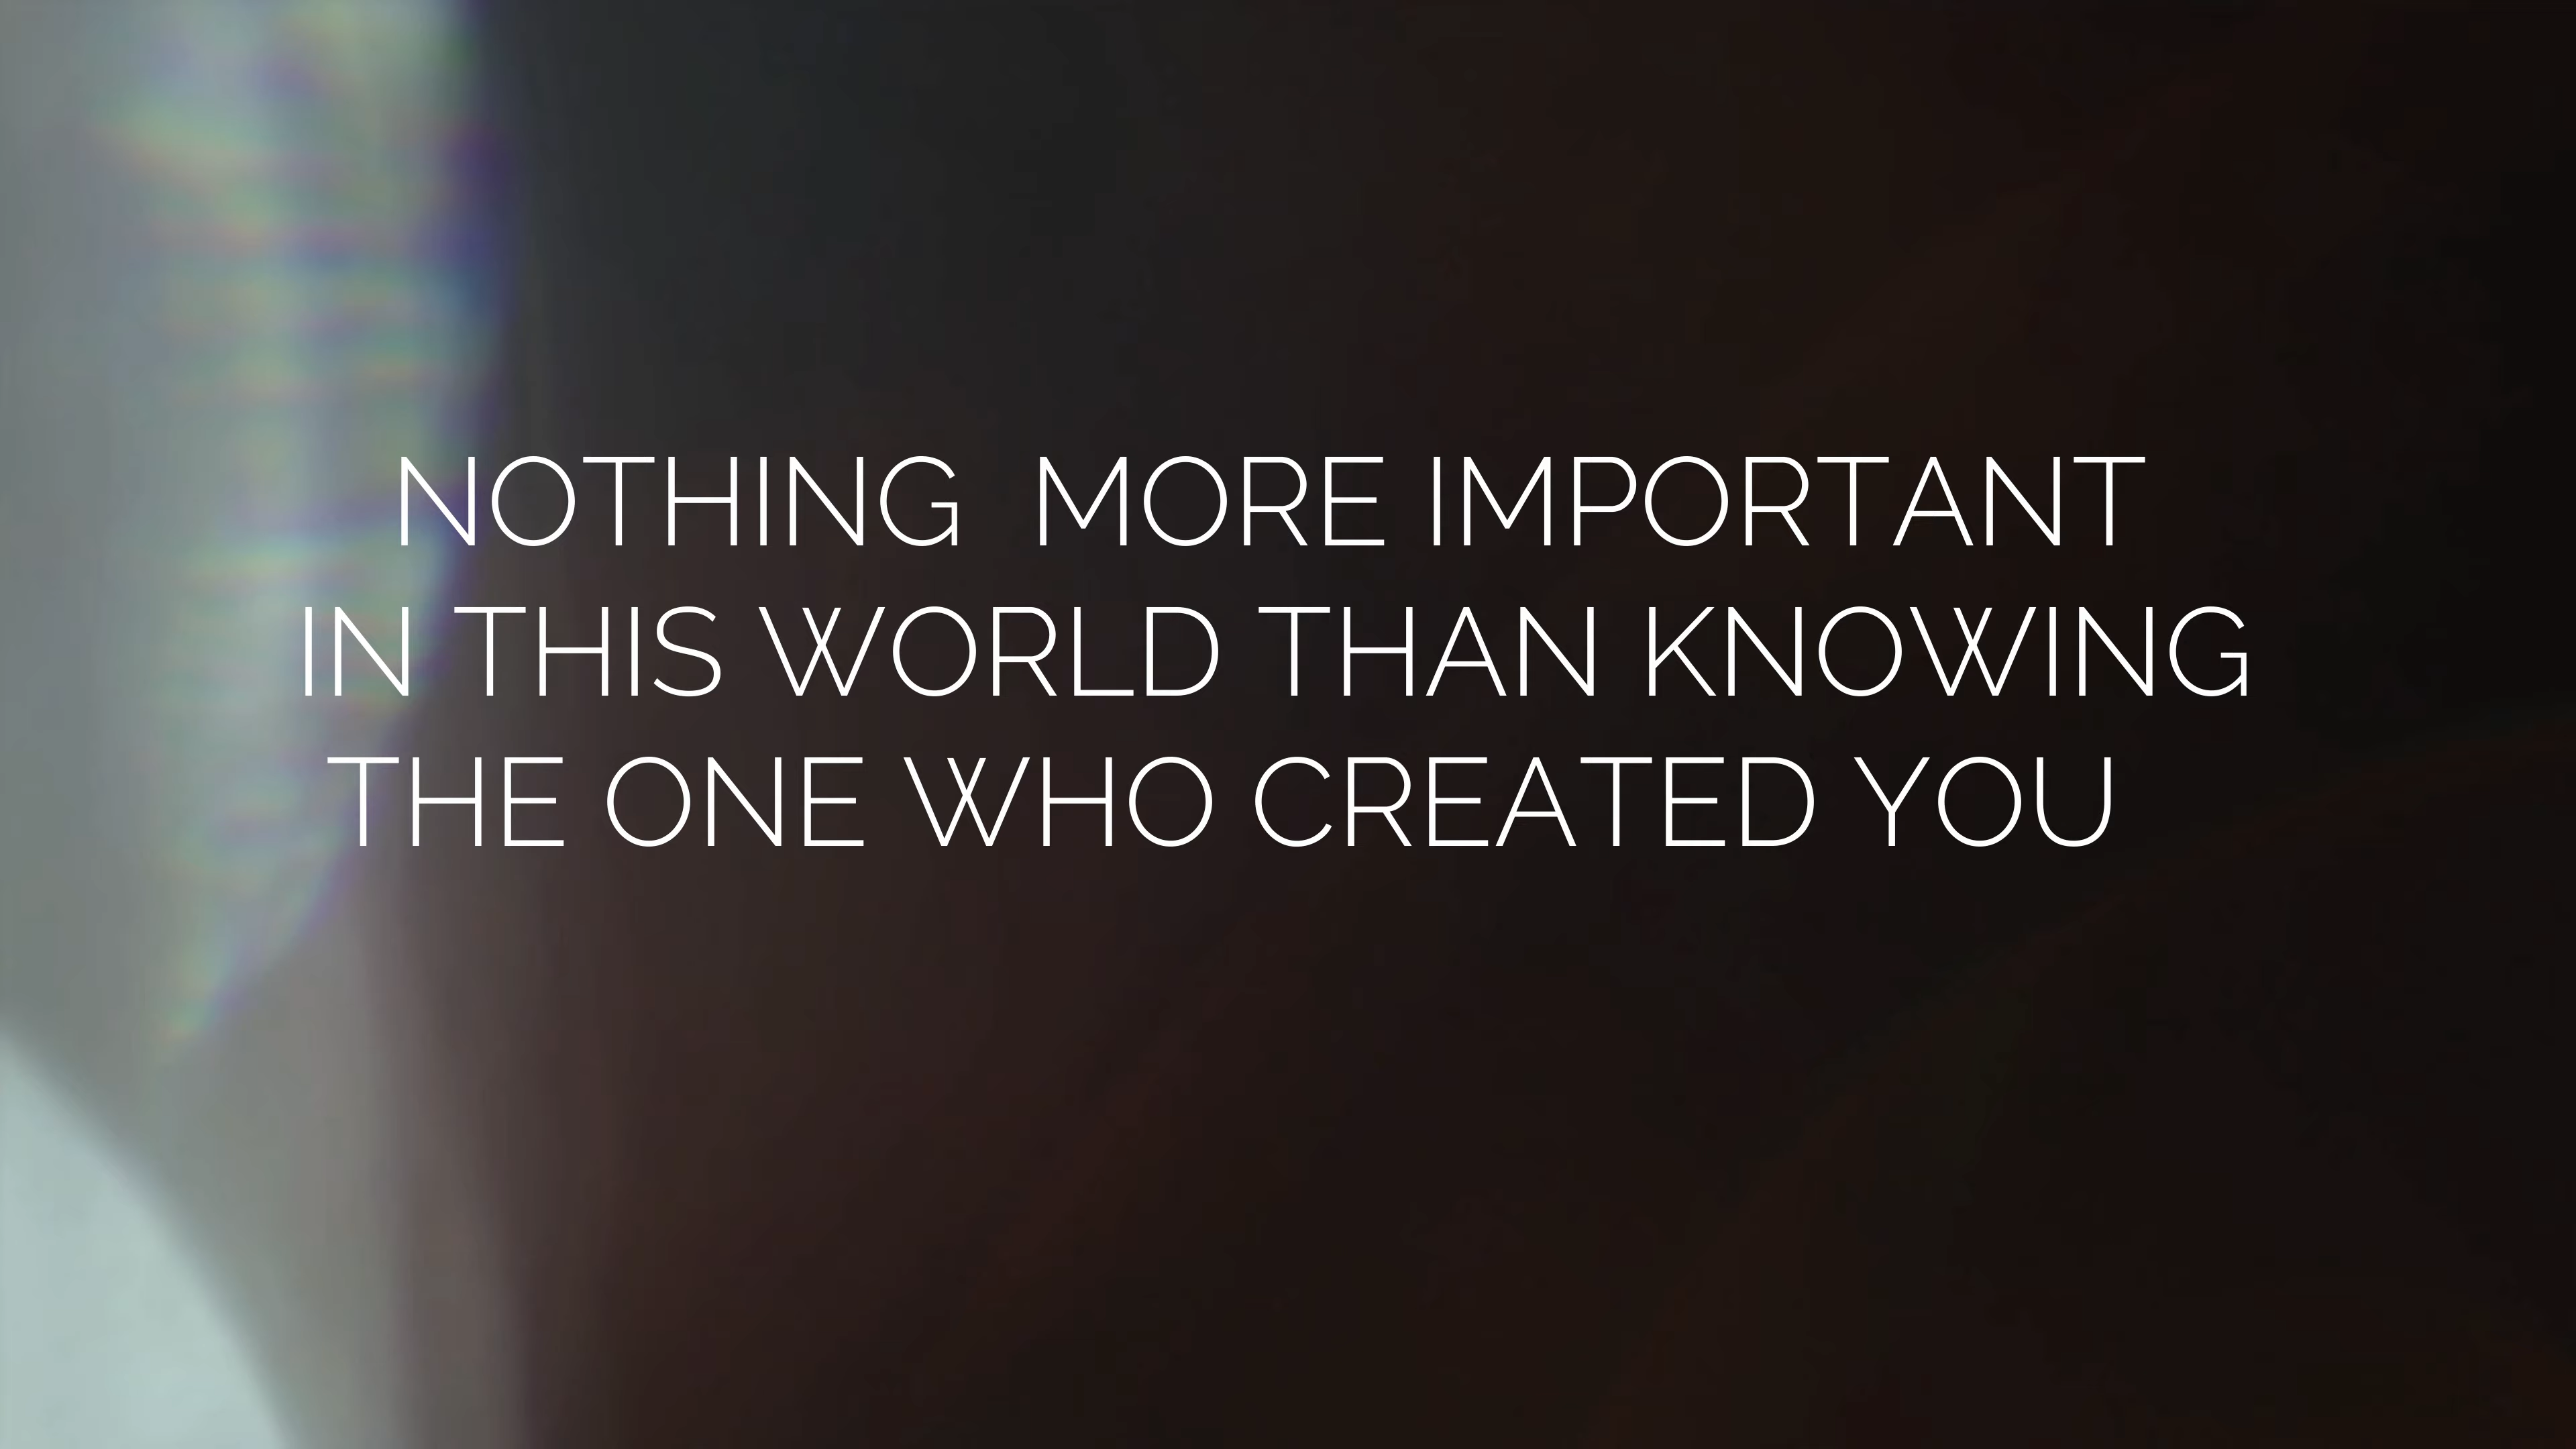 NOTHING  MORE IMPORTANT
IN THIS WORLD THAN KNOWING
THE ONE WHO CREATED YOU